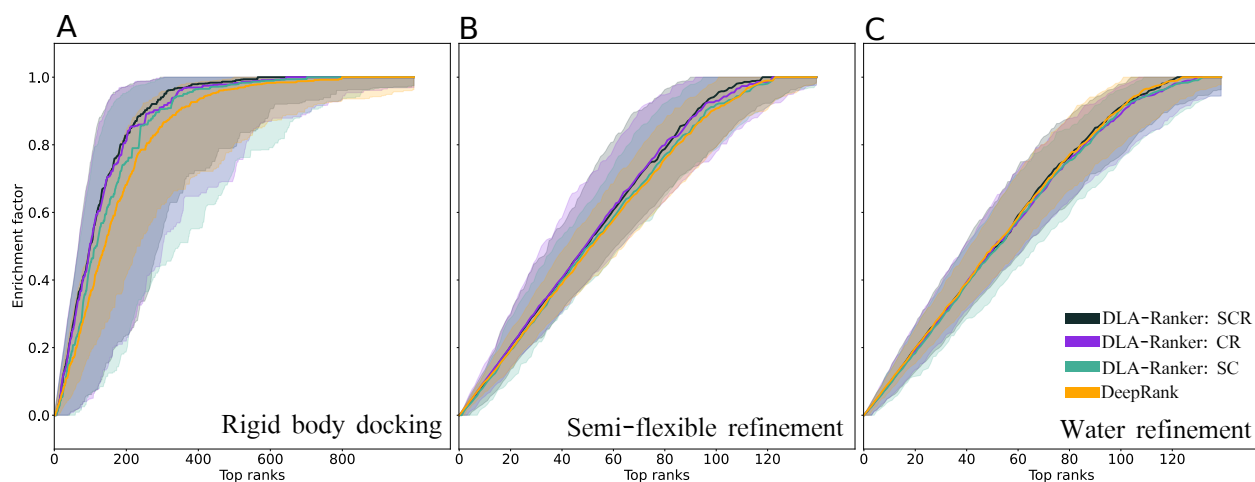 A
B
C
Enrichment factor
1.0
0.8
0.6
0.4
0.2
0.0
Rigid body docking
Semi-flexible refinement
DLA-Ranker: SCR
DLA-Ranker: CR
DLA-Ranker: SC
DeepRank
Water refinement
0 200 400 600 800
0 20 40 60 80 100 120
0 20 40 60 80 100 120
Top ranks
Top ranks
Top ranks